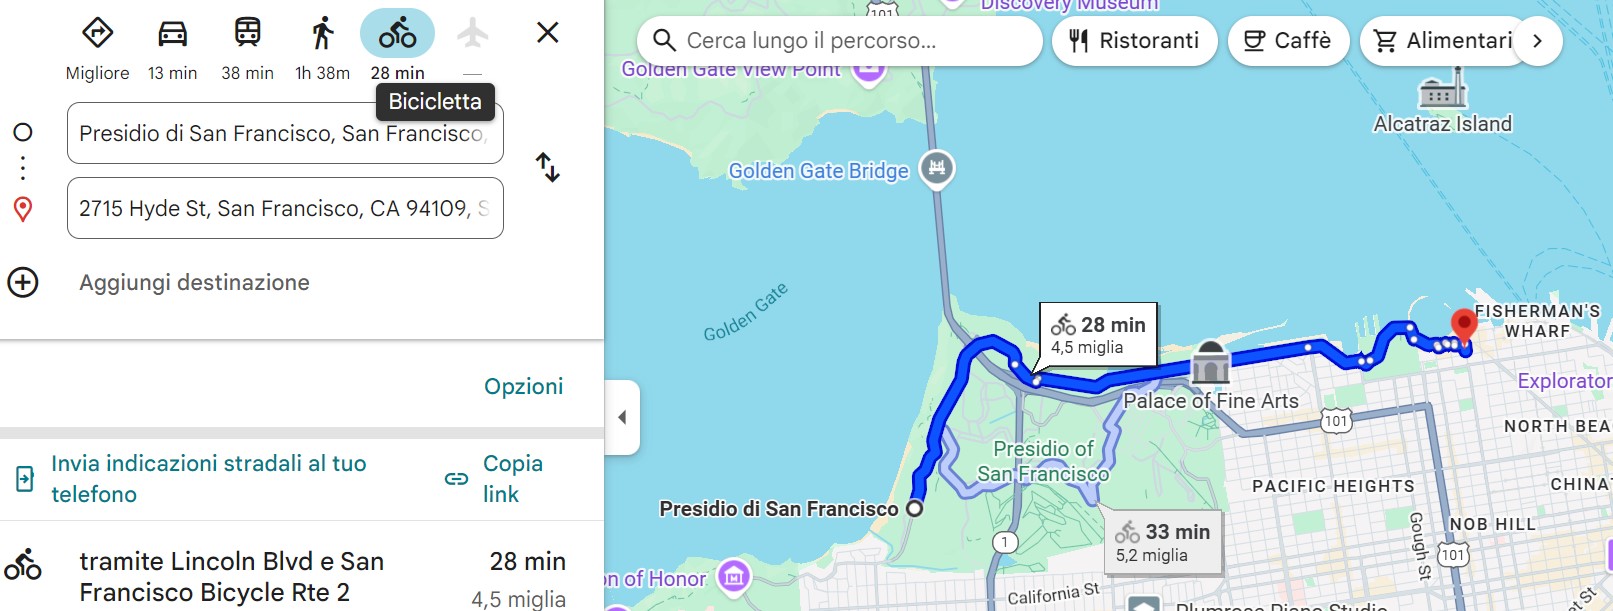 Migliore
13 min
38 min
1h 38m
28 min
—
Bicicletta
Presidio di San Francisco, San Francisco,
2715 Hyde St, San Francisco, CA 94109, S
Aggiungi destinazione
Opzioni
Invia indicazioni stradali al tuo
telefono
Copia
link
tramite Lincoln Blvd e San
Francisco Bicycle Rte 2
28 min
4,5 miglia
Cerca lungo il percorso...
Ristoranti
Caffè
Alimentari
101
Discovery Museum
Golden Gate View Point
Alcatraz Island
Golden Gate Bridge
Golden Gate
28 min
4,5 miglia
FISHERMAN'S
WHARF
Explorator
Palace of Fine Arts
101
NORTH BEA
Presidio of
San Francisco
PACIFIC HEIGHTS
CHINA
Presidio di San Francisco
NOB HILL
Gough St
101
33 min
5,2 miglia
1
on of Honor
California St
Plumrose Piano Studio
st St